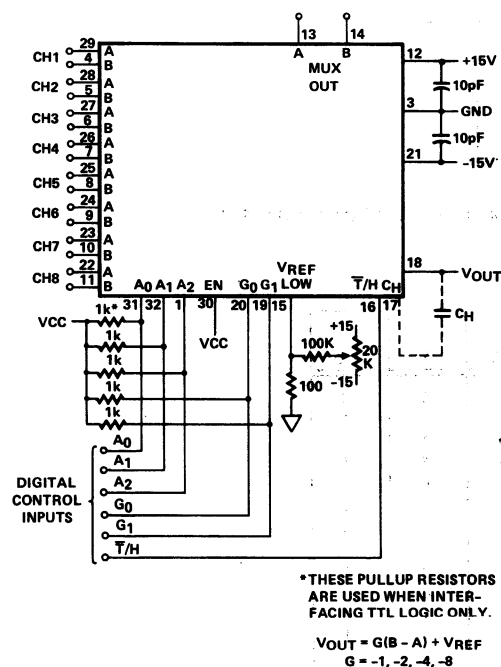 13 14
A B
MUX
OUT
CH1 29 A
4 B
CH2 28 A
5 B
CH3 27 A
6 B
CH4 26 A
7 B
CH5 25 A
8 B
CH6 24 A
9 B
CH7 23 A
10 B
CH8 22 A
11 B
12 +15V
10pF
3 GND
10pF
21 -15V
18 VOUT
CH
A0 A1 A2 EN G0 G1 VREF LOW T̅/H CH
31 32 1 30 20 19 15 16 17
VCC
VCC
1k*
1k
1k
1k
1k
100K
+15
20
K
-15
100
DIGITAL
CONTROL
INPUTS
A0
A1
A2
G0
G1
T̅/H
*THESE PULLUP RESISTORS
ARE USED WHEN INTER-
FACING TTL LOGIC ONLY.
VOUT = G(B – A) + VREF
G = -1, -2, -4, -8